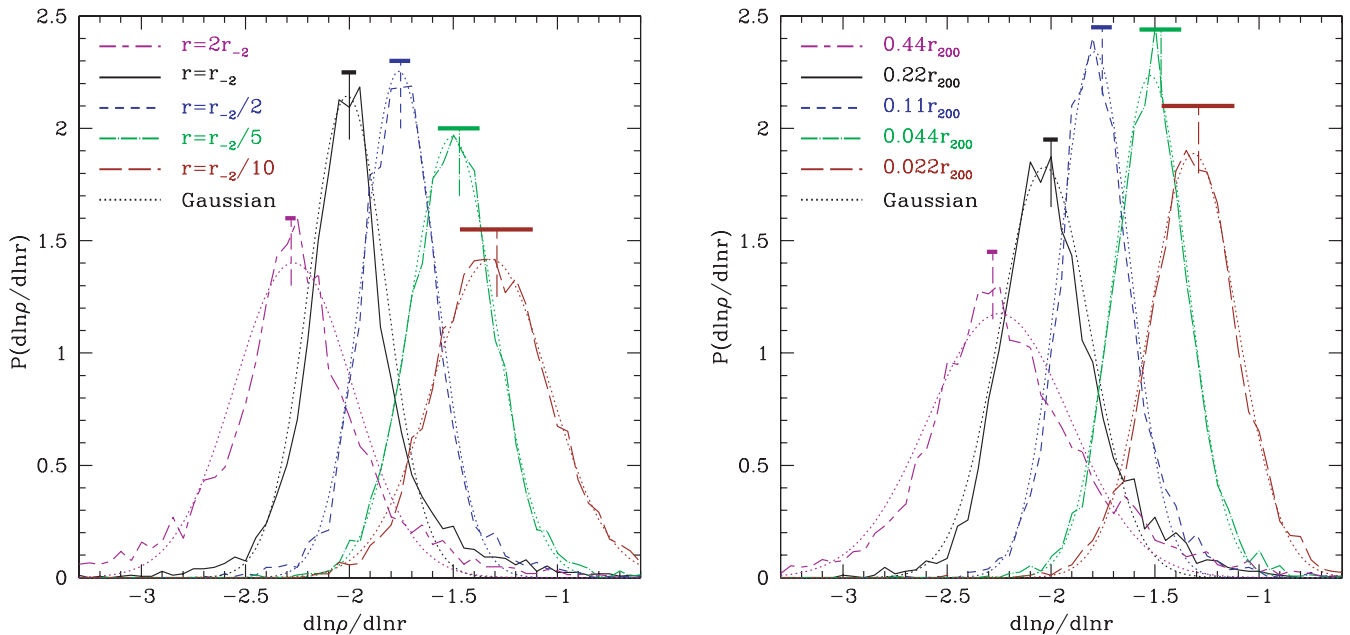 2.5
2
1.5
1
0.5
0
P(dlnρ/dlnr)
r=2r₋₂
r=r₋₂
r=r₋₂/2
r=r₋₂/5
r=r₋₂/10
Gaussian
-3
-2.5
-2
-1.5
-1
dlnρ/dlnr
2.5
2
1.5
1
0.5
0
P(dlnρ/dlnr)
0.44r₂₀₀
0.22r₂₀₀
0.11r₂₀₀
0.044r₂₀₀
0.022r₂₀₀
Gaussian
-3
-2.5
-2
-1.5
-1
dlnρ/dlnr